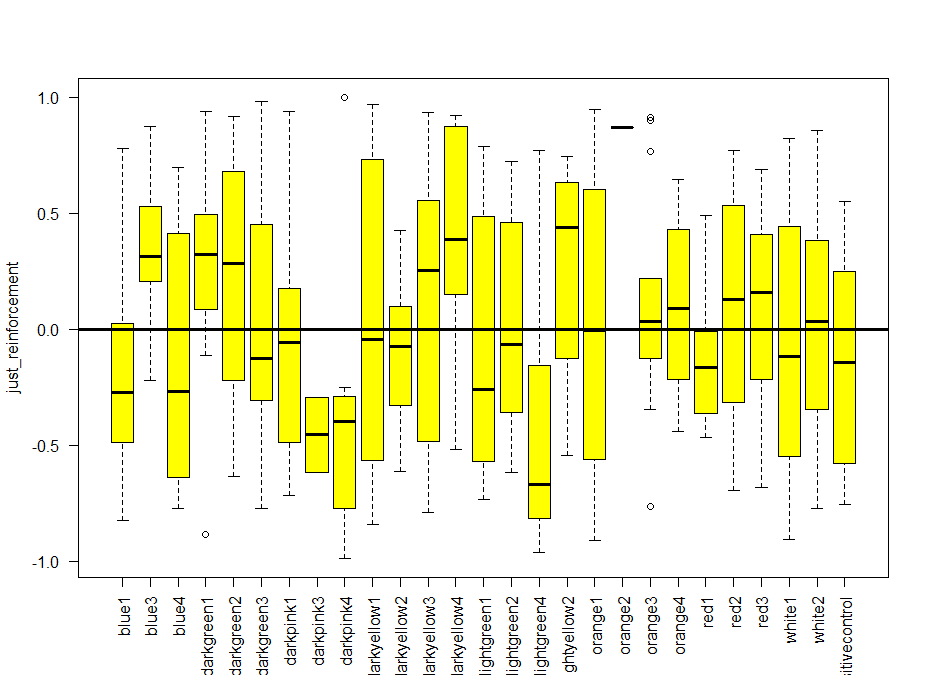 just_reinforcement
1.0
0.5
0.0
-0.5
-1.0
blue1
blue3
blue4
darkgreen1
darkgreen2
darkgreen3
darkpink1
darkpink3
darkpink4
larkyellow1
larkyellow2
larkyellow3
larkyellow4
lightgreen1
lightgreen2
lightgreen4
ghtyellow2
orange1
orange2
orange3
orange4
red1
red2
red3
white1
white2
sitivecontrol